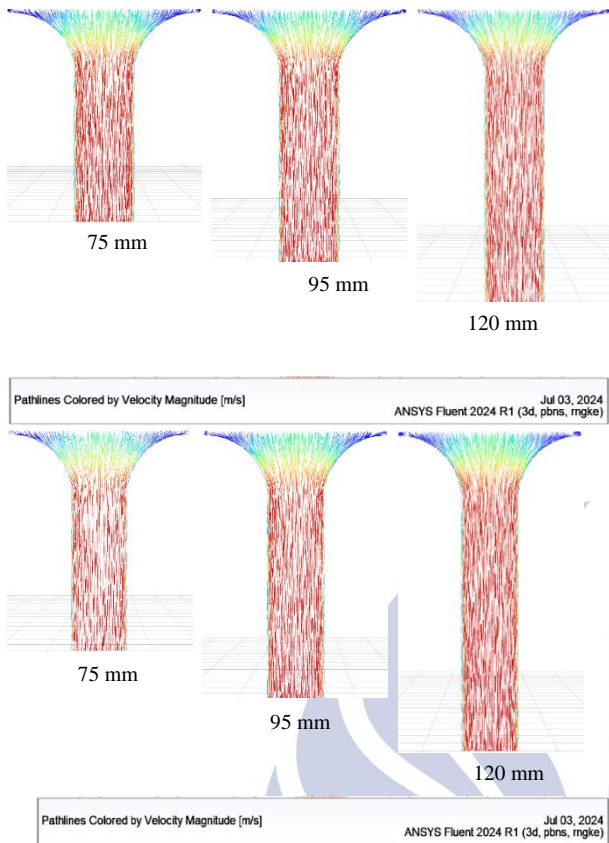 75 mm
95 mm
120 mm
Pathlines Colored by Velocity Magnitude [m/s]
Jul 03, 2024
ANSYS Fluent 2024 R1 (3d, pbns, rngke)
75 mm
95 mm
120 mm
Pathlines Colored by Velocity Magnitude [m/s]
Jul 03, 2024
ANSYS Fluent 2024 R1 (3d, pbns, rngke)